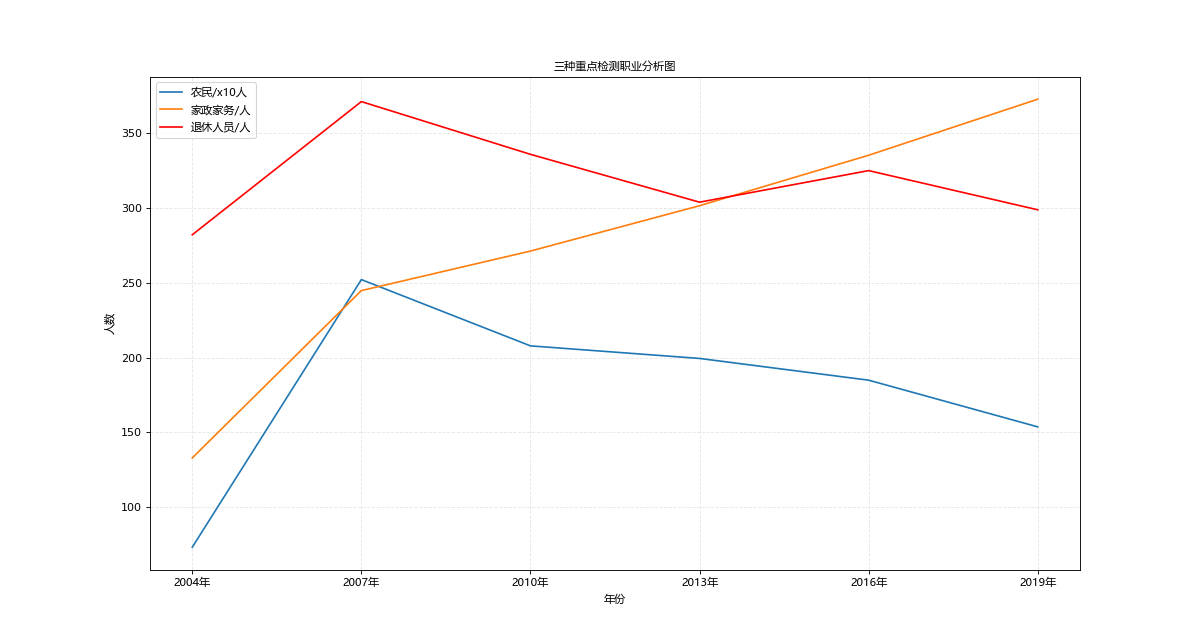 三种重点检测职业分析图
农民/x10人
家政家务/人
退休人员/人
人数
350
300
250
200
150
100
2004年
2007年
2010年
2013年
2016年
2019年
年份